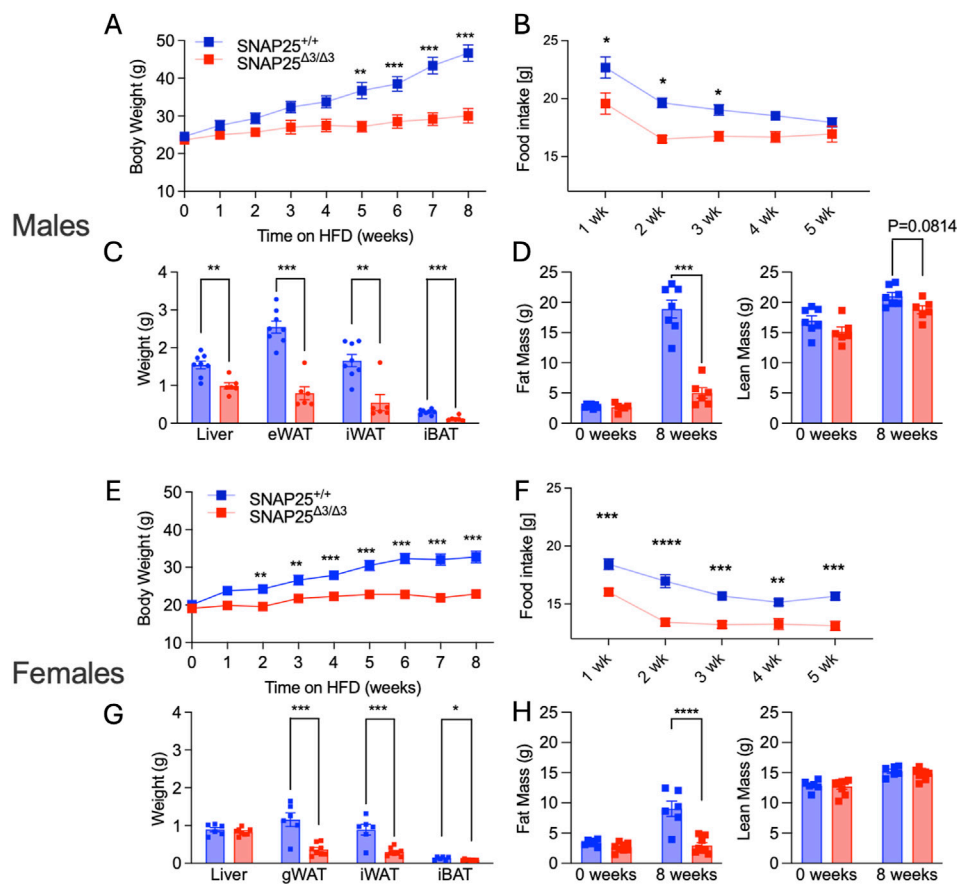 A
SNAP25+/+
SNAP25Δ3/Δ3
** *** *** ***
Body Weight (g)
50
40
30
20
10
0 1 2 3 4 5 6 7 8
Time on HFD (weeks)
B
* * *
Food intake [g]
25
20
15
1 wk 2 wk 3 wk 4 wk 5 wk
Males
C
** *** ** ***
Weight (g)
4
3
2
1
0
Liver eWAT iWAT iBAT
D
***
Fat Mass (g)
25
20
15
10
5
0
0 weeks 8 weeks
P=0.0814
Lean Mass (g)
25
20
15
10
5
0
0 weeks 8 weeks
E
SNAP25+/+
SNAP25Δ3/Δ3
** ** *** *** *** *** ***
Body Weight (g)
50
40
30
20
10
0 1 2 3 4 5 6 7 8
Time on HFD (weeks)
F
*** **** *** ** ***
Food intake [g]
25
20
15
1 wk 2 wk 3 wk 4 wk 5 wk
Females
G
*** *** *
Weight (g)
4
3
2
1
0
Liver gWAT iWAT iBAT
H
****
Fat Mass (g)
25
20
15
10
5
0
0 weeks 8 weeks
Lean Mass (g)
25
20
15
10
5
0
0 weeks 8 weeks